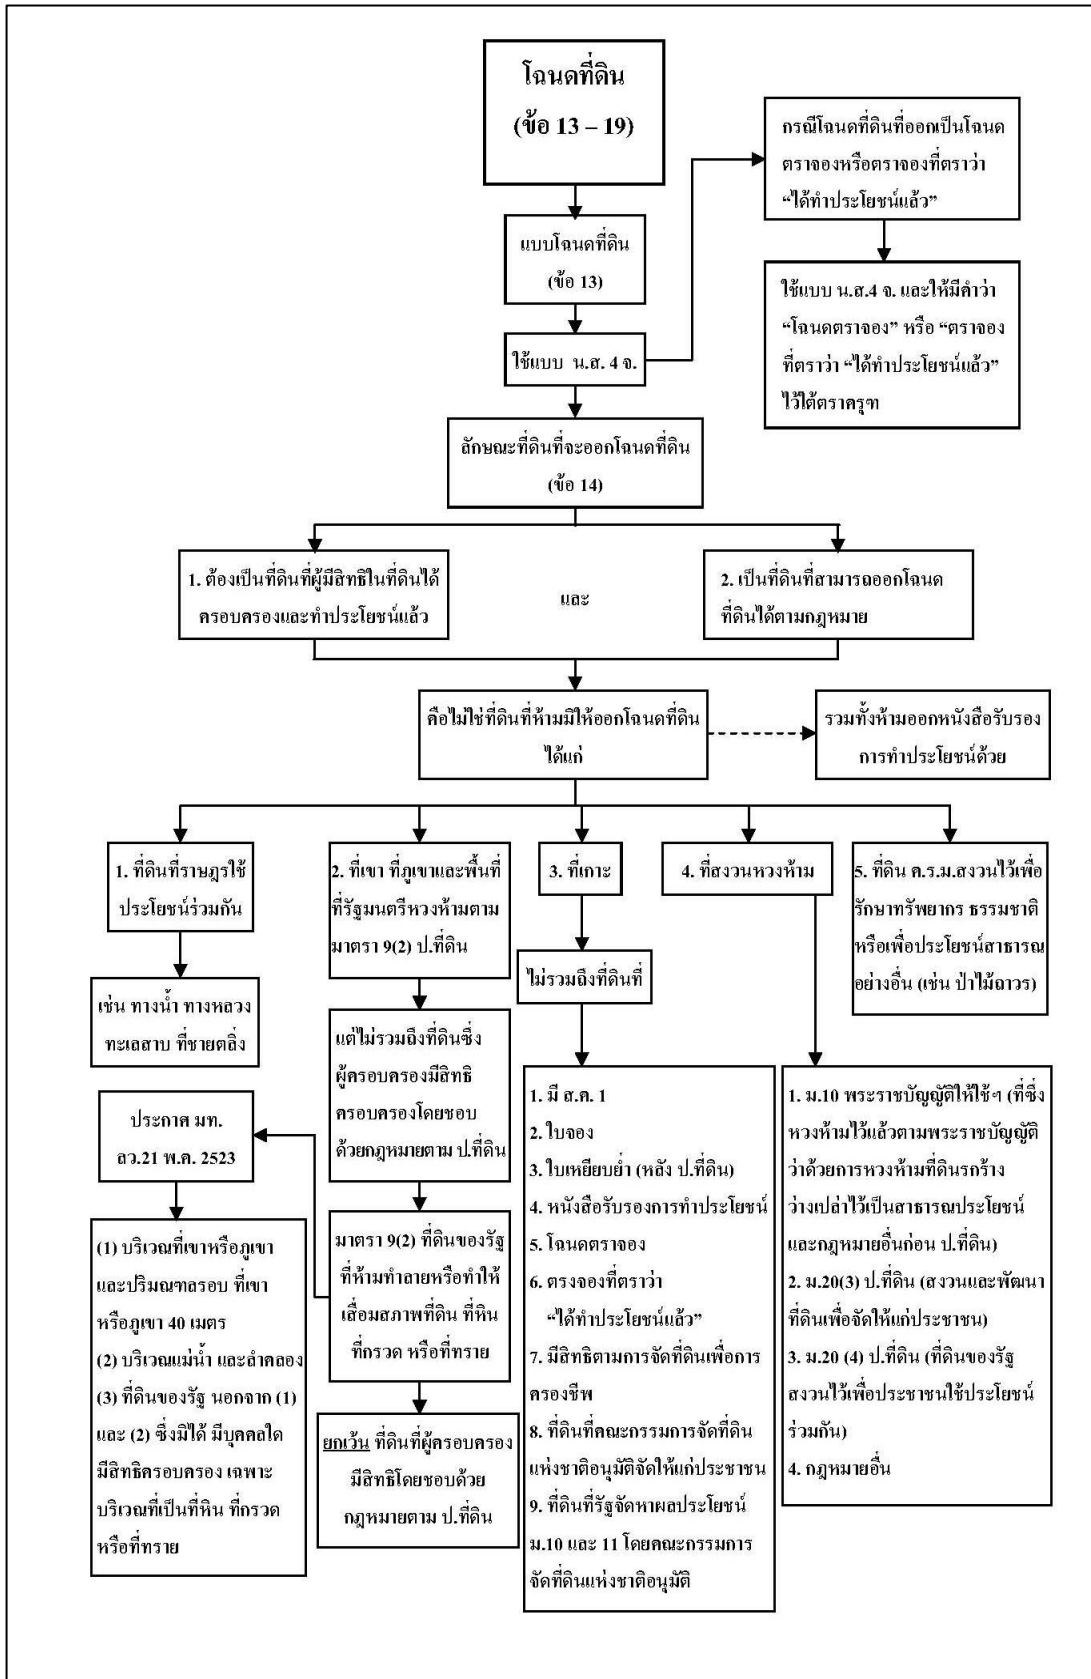 โฉนดที่ดิน
(ข้อ 13 – 19)
กรณีโฉนดที่ดินที่ออกเป็นโฉนด
ตราจองหรือตราจองที่ตราว่า
“ได้ทำประโยชน์แล้ว”
แบบโฉนดที่ดิน
(ข้อ 13)
ใช้แบบ น.ส.4 จ. และให้มีคำว่า
“โฉนดตราจอง” หรือ “ตราจอง
ที่ตราว่า “ได้ทำประโยชน์แล้ว”
ไว้ใต้ตราครุฑ
ใช้แบบ น.ส. 4 จ.
ลักษณะที่ดินที่จะออกโฉนดที่ดิน
(ข้อ 14)
1. ต้องเป็นที่ดินที่ผู้มีสิทธิในที่ดินได้
ครอบครองและทำประโยชน์แล้ว
และ
2. เป็นที่ดินที่สามารถออกโฉนด
ที่ดินได้ตามกฎหมาย
คือไม่ใช่ที่ดินที่ห้ามมิให้ออกโฉนดที่ดิน
ได้แก่
รวมทั้งห้ามออกหนังสือรับรอง
การทำประโยชน์ด้วย
1. ที่ดินที่ราษฎรใช้
ประโยชน์ร่วมกัน
เช่น ทางน้ำ ทางหลวง
ทะเลสาบ ที่ชายตลิ่ง
2. ที่เขา ที่ภูเขาและพื้นที่
ที่รัฐมนตรีหวงห้ามตาม
มาตรา 9(2) ป.ที่ดิน
แต่ไม่รวมถึงที่ดินซึ่ง
ผู้ครอบครองมีสิทธิ
ครอบครองโดยชอบ
ด้วยกฎหมายตาม ป.ที่ดิน
มาตรา 9(2) ที่ดินของรัฐ
ที่ห้ามทำลายหรือทำให้
เสื่อมสภาพที่ดิน ที่หิน
ที่กรวด หรือที่ทราย
ยกเว้น ที่ดินที่ผู้ครอบครอง
มีสิทธิโดยชอบด้วย
กฎหมายตาม ป.ที่ดิน
ประกาศ มท.
ลว.21 พ.ค. 2523
(1) บริเวณที่เขาหรือภูเขา
และปริมณฑลรอบ ที่เขา
หรือภูเขา 40 เมตร
(2) บริเวณแม่น้ำ และลำคลอง
(3) ที่ดินของรัฐ นอกจาก (1)
และ (2) ซึ่งมิได้ มีบุคคลใด
มีสิทธิครอบครอง เฉพาะ
บริเวณที่เป็นที่หิน ที่กรวด
หรือที่ทราย
3. ที่เกาะ
ไม่รวมถึงที่ดินที่
1. มี ส.ค. 1
2. ใบจอง
3. ใบเหยียบย่ำ (หลัง ป.ที่ดิน)
4. หนังสือรับรองการทำประโยชน์
5. โฉนดตราจอง
6. ตรงจองที่ตราว่า
“ได้ทำประโยชน์แล้ว”
7. มีสิทธิตามการจัดที่ดินเพื่อการ
ครองชีพ
8. ที่ดินที่คณะกรรมการจัดที่ดิน
แห่งชาติอนุมัติจัดให้แก่ประชาชน
9. ที่ดินที่รัฐจัดหาผลประโยชน์
ม.10 และ 11 โดยคณะกรรมการ
จัดที่ดินแห่งชาติอนุมัติ
4. ที่สงวนหวงห้าม
1. ม.10 พระราชบัญญัติให้ใช้ฯ (ที่ซึ่ง
หวงห้ามไว้แล้วตามพระราชบัญญัติ
ว่าด้วยการหวงห้ามที่ดินรกร้าง
ว่างเปล่าไว้เป็นสาธารณประโยชน์
และกฎหมายอื่นก่อน ป.ที่ดิน)
2. ม.20(3) ป.ที่ดิน (สงวนและพัฒนา
ที่ดินเพื่อจัดให้แก่ประชาชน)
3. ม.20 (4) ป.ที่ดิน (ที่ดินของรัฐ
สงวนไว้เพื่อประชาชนใช้ประโยชน์
ร่วมกัน)
4. กฎหมายอื่น
5. ที่ดิน ค.ร.ม.สงวนไว้เพื่อ
รักษาทรัพยากร ธรรมชาติ
หรือเพื่อประโยชน์สาธารณ
อย่างอื่น (เช่น ป่าไม้ถาวร)